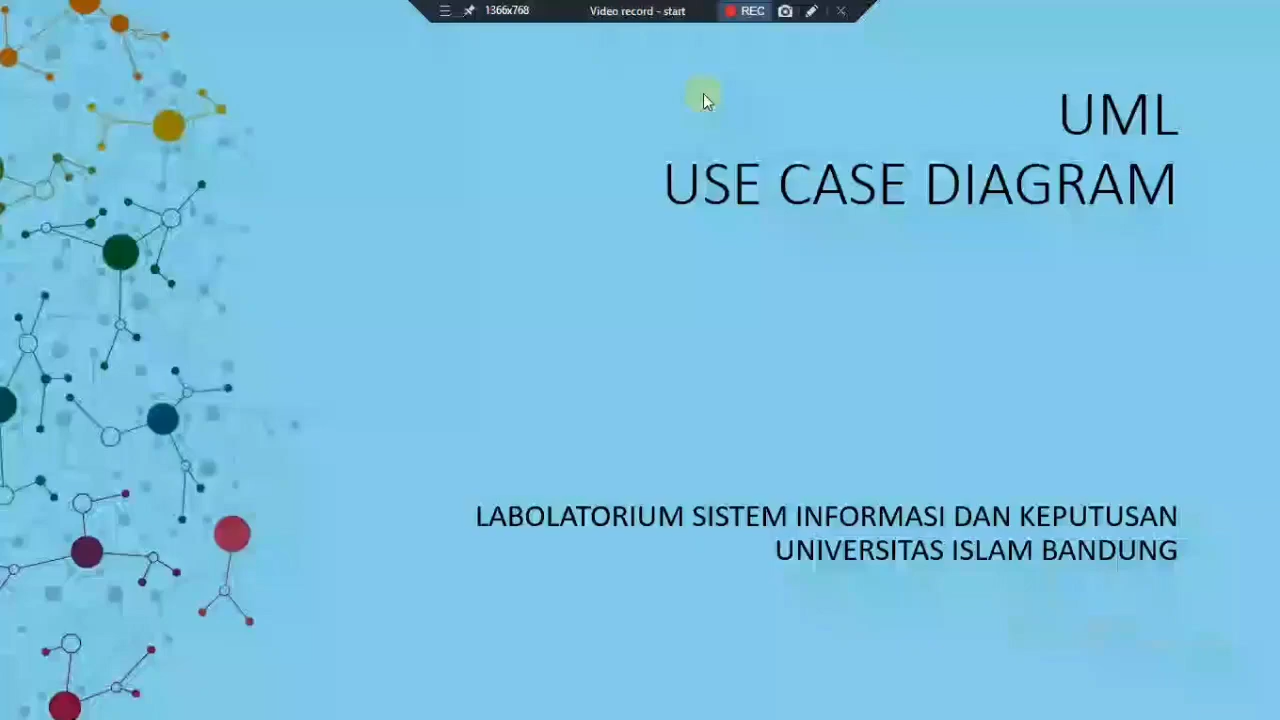 1366x768 Video record - start REC
UML
USE CASE DIAGRAM
LABOLATORIUM SISTEM INFORMASI DAN KEPUTUSAN
UNIVERSITAS ISLAM BANDUNG